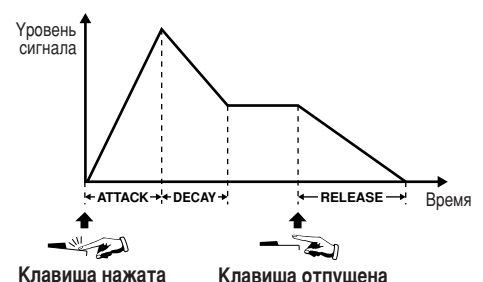 Уровень
сигнала
ATTACK
DECAY
RELEASE
Время
Клавиша нажата
Клавиша отпущена